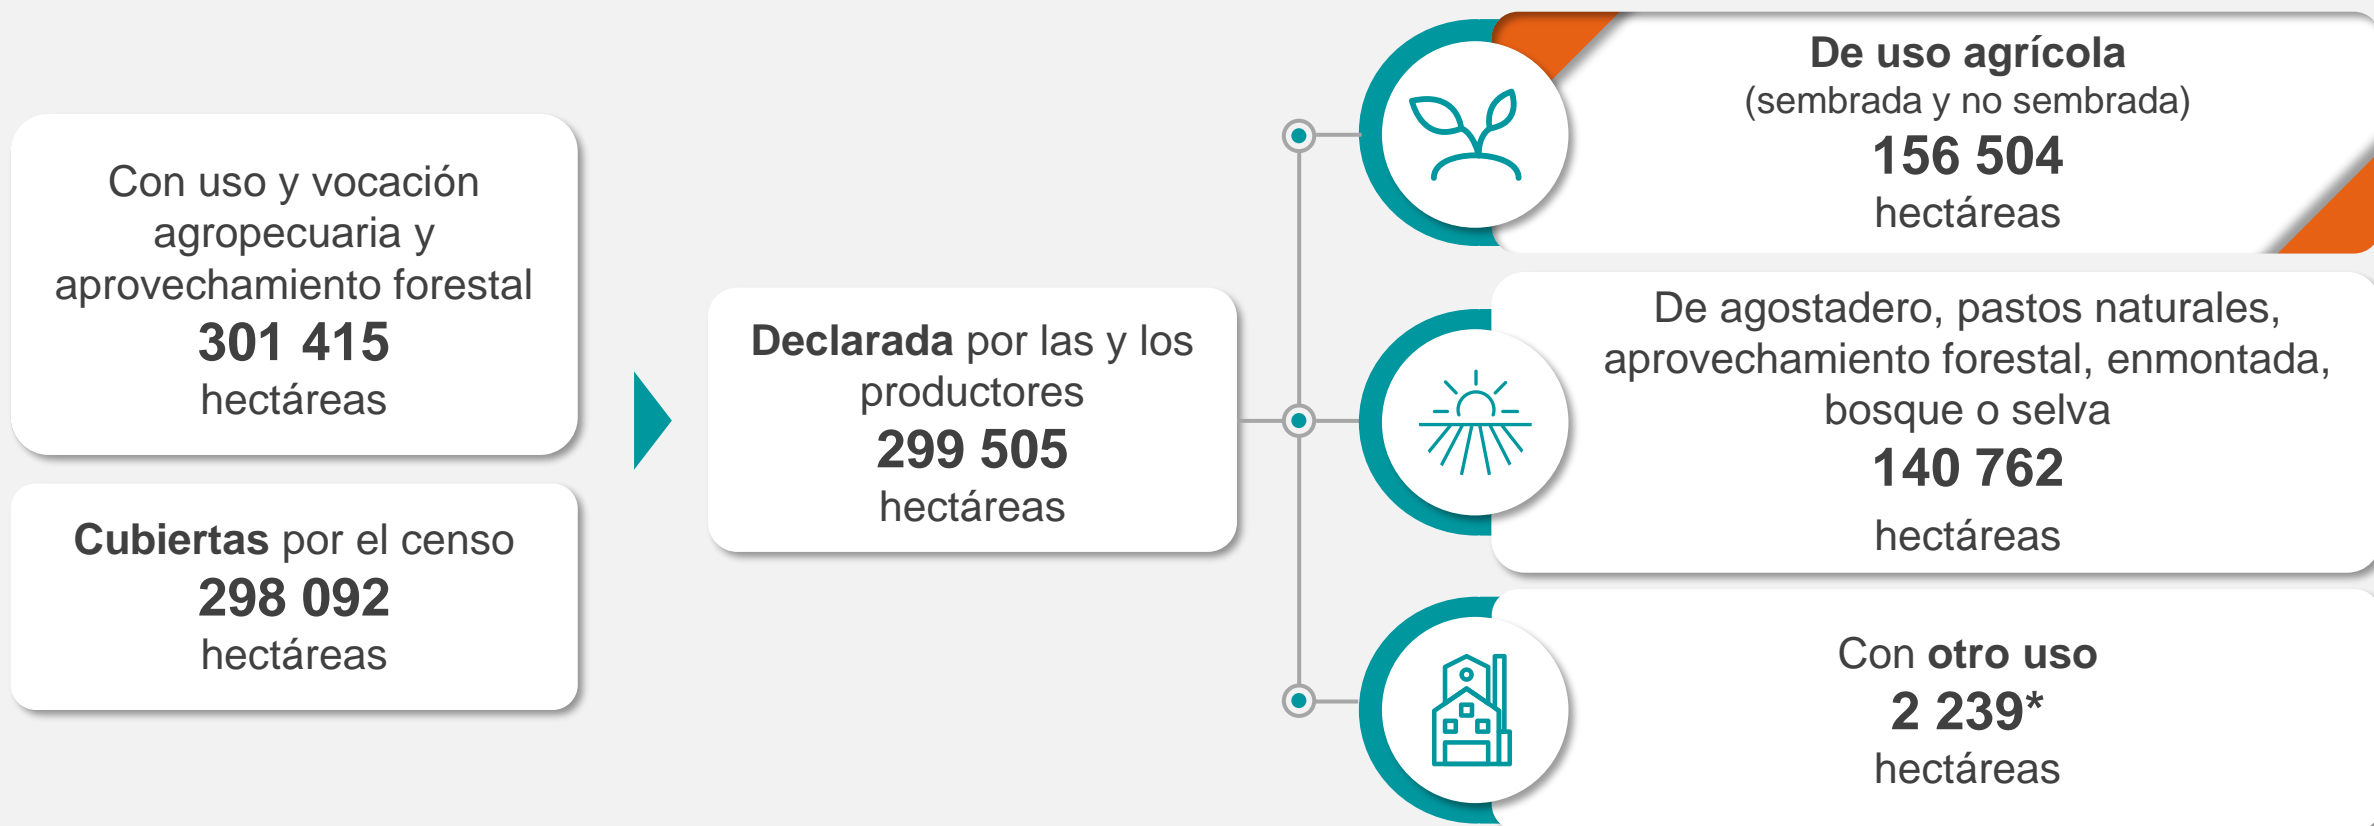 Con uso y vocación
agropecuaria y
aprovechamiento forestal
301 415
hectáreas
Cubiertas por el censo
298 092
hectáreas
Declarada por las y los
productores
299 505
hectáreas
De uso agrícola
(sembrada y no sembrada)
156 504
hectáreas
De agostadero, pastos naturales,
aprovechamiento forestal, enmontada,
bosque o selva
140 762
hectáreas
Con otro uso
2 239*
hectáreas